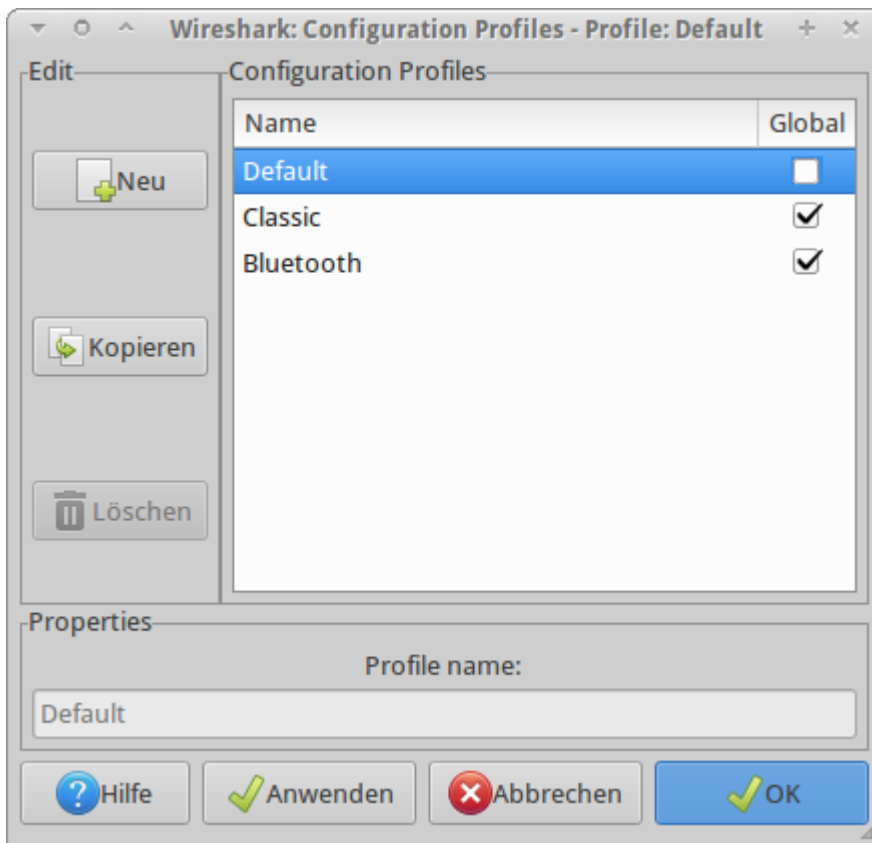 Wireshark: Configuration Profiles - Profile: Default
Edit
Configuration Profiles
Name Global
Neu
Default
Classic
Bluetooth
Kopieren
Löschen
Properties
Profile name:
Default
Hilfe Anwenden Abbrechen OK